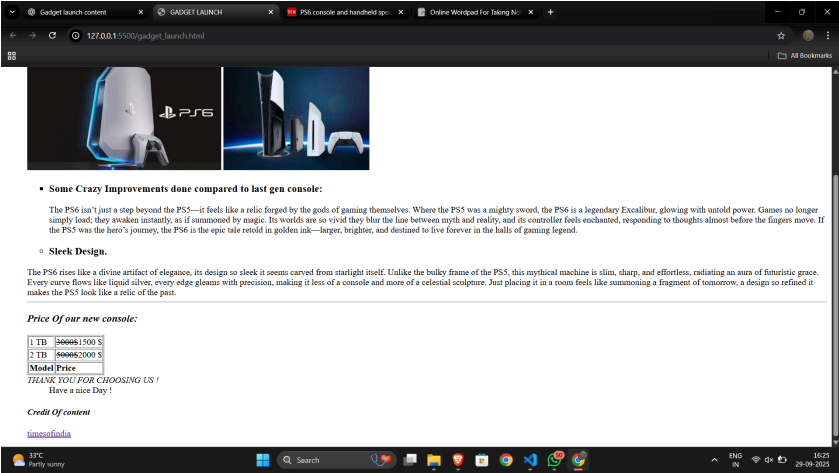 Gadget launch content
GADGET LAUNCH
PS6 console and handheld spec
Online Wordpad For Taking No
127.0.0.1:5500/gadget_launch.html
All Bookmarks
PS6
Some Crazy Improvements done compared to last gen console:
The PS6 isn't just a step beyond the PS5—it feels like a relic forged by the gods of gaming themselves. Where the PS5 was a mighty sword, the PS6 is a legendary Excalibur, glowing with untold power. Games no longer
simply load; they awaken instantly, as if summoned by magic. Its worlds are so vivid they blur the line between myth and reality, and its controller feels enchanted, responding to thoughts almost before the fingers move. If
the PS5 was the hero's journey, the PS6 is the epic tale retold in golden ink—larger, brighter, and destined to live forever in the halls of gaming legend.
Sleek Design.
The PS6 rises like a divine artifact of elegance, its design so sleek it seems carved from starlight itself. Unlike the bulky frame of the PS5, this mythical machine is slim, sharp, and effortless, radiating an aura of futuristic grace.
Every curve flows like liquid silver, every edge gleams with precision, making it less of a console and more of a celestial sculpture. Just placing it in a room feels like summoning a fragment of tomorrow, a design so refined it
makes the PS5 look like a relic of the past.
Price Of our new console:
1 TB 3000$1500 $
2 TB 5000$2000 $
Model Price
THANK YOU FOR CHOOSING US !
Have a nice Day !
Credit Of content
timesofindia
33°C
Partly sunny
Search
50
ENG
IN
16:25
29-09-2025